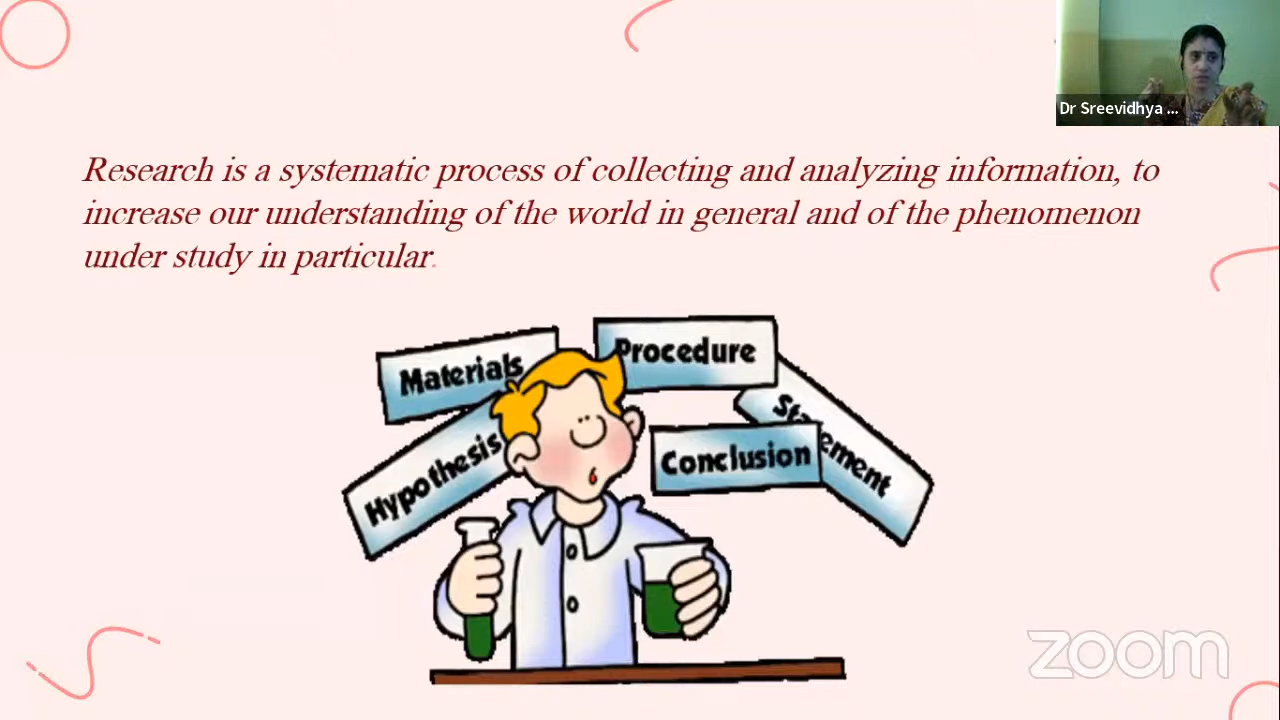 Dr Sreevidhya ...
Research is a systematic process of collecting and analyzing information, to
increase our understanding of the world in general and of the phenomenon
under study in particular.
Materials
Procedure
Hypothesis
Conclusion
Statement
zoom